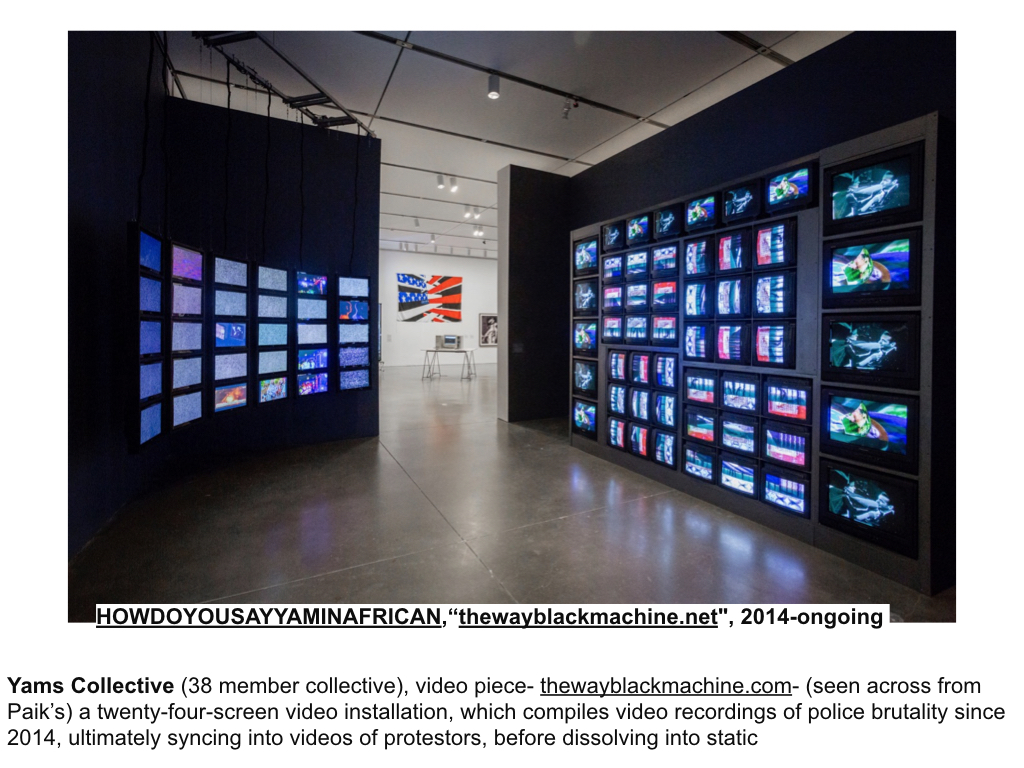 HOWDOYOUSAYYAMINAFRICAN,“thewayblackmachine.net", 2014-ongoing
Yams Collective (38 member collective), video piece- thewayblackmachine.com- (seen across from
Paik’s) a twenty-four-screen video installation, which compiles video recordings of police brutality since
2014, ultimately syncing into videos of protestors, before dissolving into static